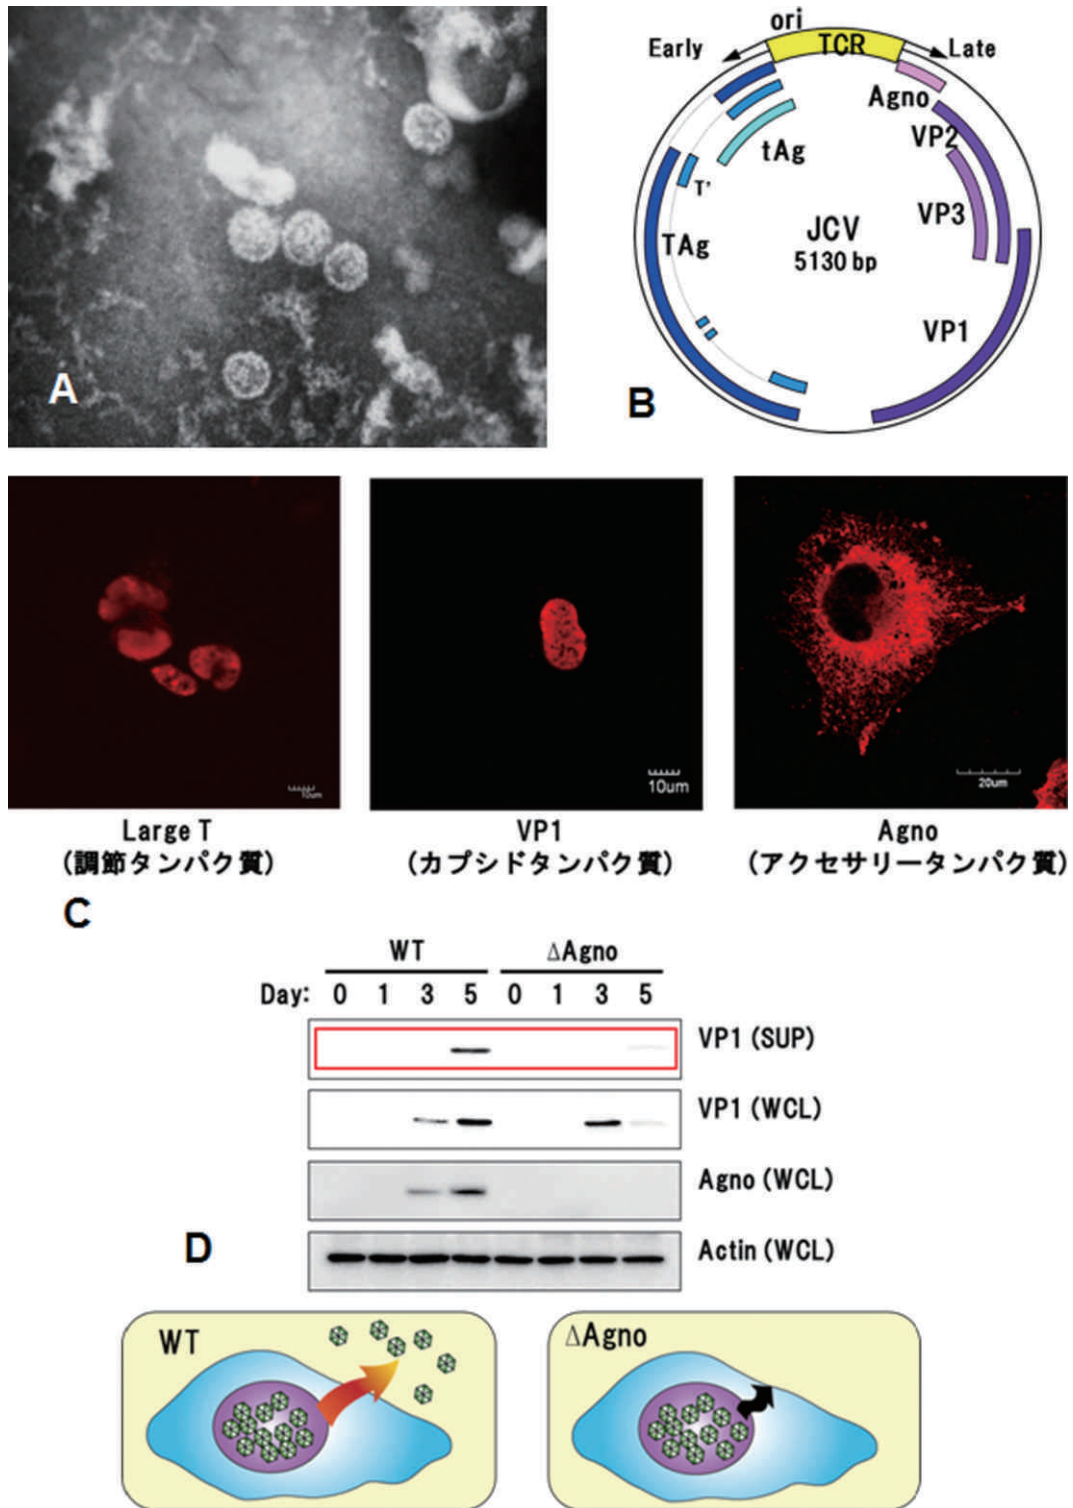 A
ori
Early
TCR
Late
Agno
VP2
tAg
T'
VP3
JCV
TAg
5130 bp
VP1
B
10um
10um
20um
Large T
(調節タンパク質)
VP1
(カプシドタンパク質)
Agno
(アクセサリータンパク質)
C
WT ΔAgno
Day: 0 1 3 5 0 1 3 5
VP1 (SUP)
VP1 (WCL)
Agno (WCL)
D
Actin (WCL)
WT
ΔAgno